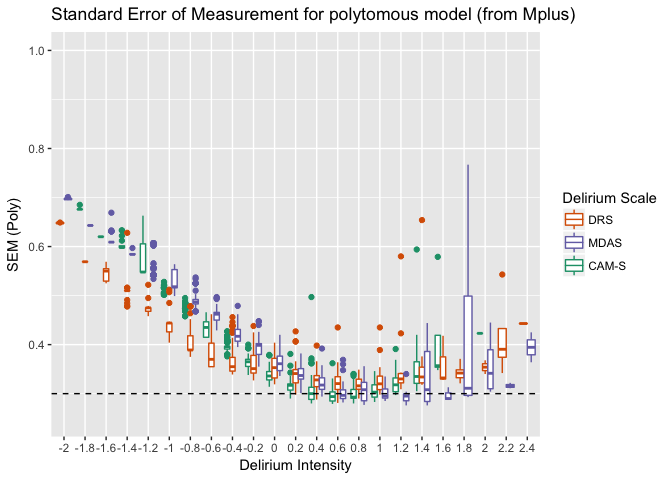 Standard Error of Measurement for polytomous model (from Mplus)
1.0
0.8
0.6
0.4
SEM (Poly)
-2 -1.8 -1.6 -1.4 -1.2 -1 -0.8 -0.6 -0.4 -0.2 0 0.2 0.4 0.6 0.8 1 1.2 1.4 1.6 1.8 2 2.2 2.4
Delirium Intensity
Delirium Scale
DRS
MDAS
CAM-S